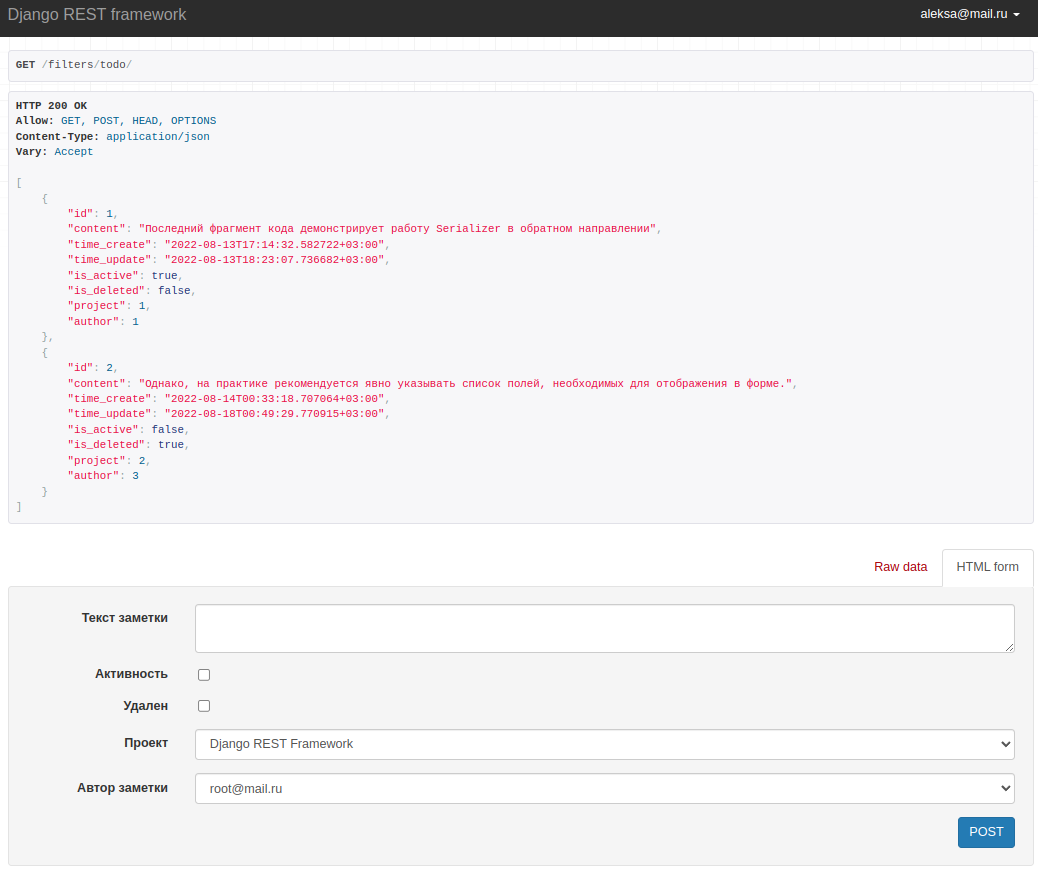 Django REST framework
aleksa@mail.ru
GET /filters/todo/
HTTP 200 OK
Allow: GET, POST, HEAD, OPTIONS
Content-Type: application/json
Vary: Accept
[
    {
        "id": 1,
        "content": "Последний фрагмент кода демонстрирует работу Serializer в обратном направлении",
        "time_create": "2022-08-13T17:14:32.582722+03:00",
        "time_update": "2022-08-13T18:23:07.736682+03:00",
        "is_active": true,
        "is_deleted": false,
        "project": 1,
        "author": 1
    },
    {
        "id": 2,
        "content": "Однако, на практике рекомендуется явно указывать список полей, необходимых для отображения в форме.",
        "time_create": "2022-08-14T00:33:18.707064+03:00",
        "time_update": "2022-08-18T00:49:29.770915+03:00",
        "is_active": false,
        "is_deleted": true,
        "project": 2,
        "author": 3
    }
]
Raw data
HTML form
Текст заметки
Активность
Удален
Проект
Django REST Framework
Автор заметки
root@mail.ru
POST